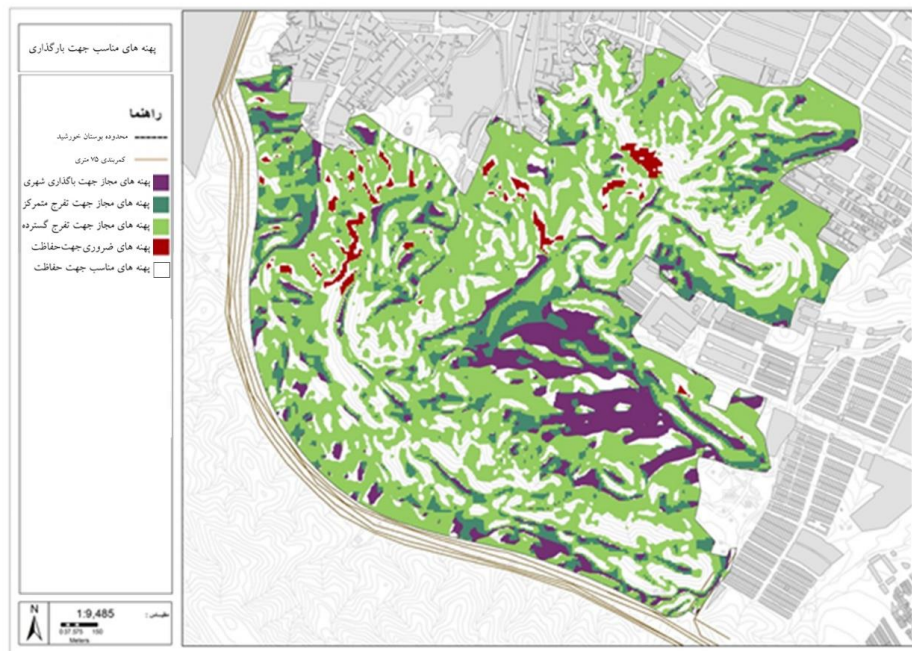 پهنه های مناسب جهت بارگذاری
راهنما
محدوده بوستان خورشید
کمربندی ۷۵ متری
پهنه های مجاز جهت باگذاری شهری
پهنه های مجاز جهت تفرج متمرکز
پهنه های مجاز جهت تفرج گسترده
پهنه های ضروری‌جهت‌حفاظت
پهنه های مناسب جهت حفاظت
N
1:9,485
مقیاس :
150
Meters